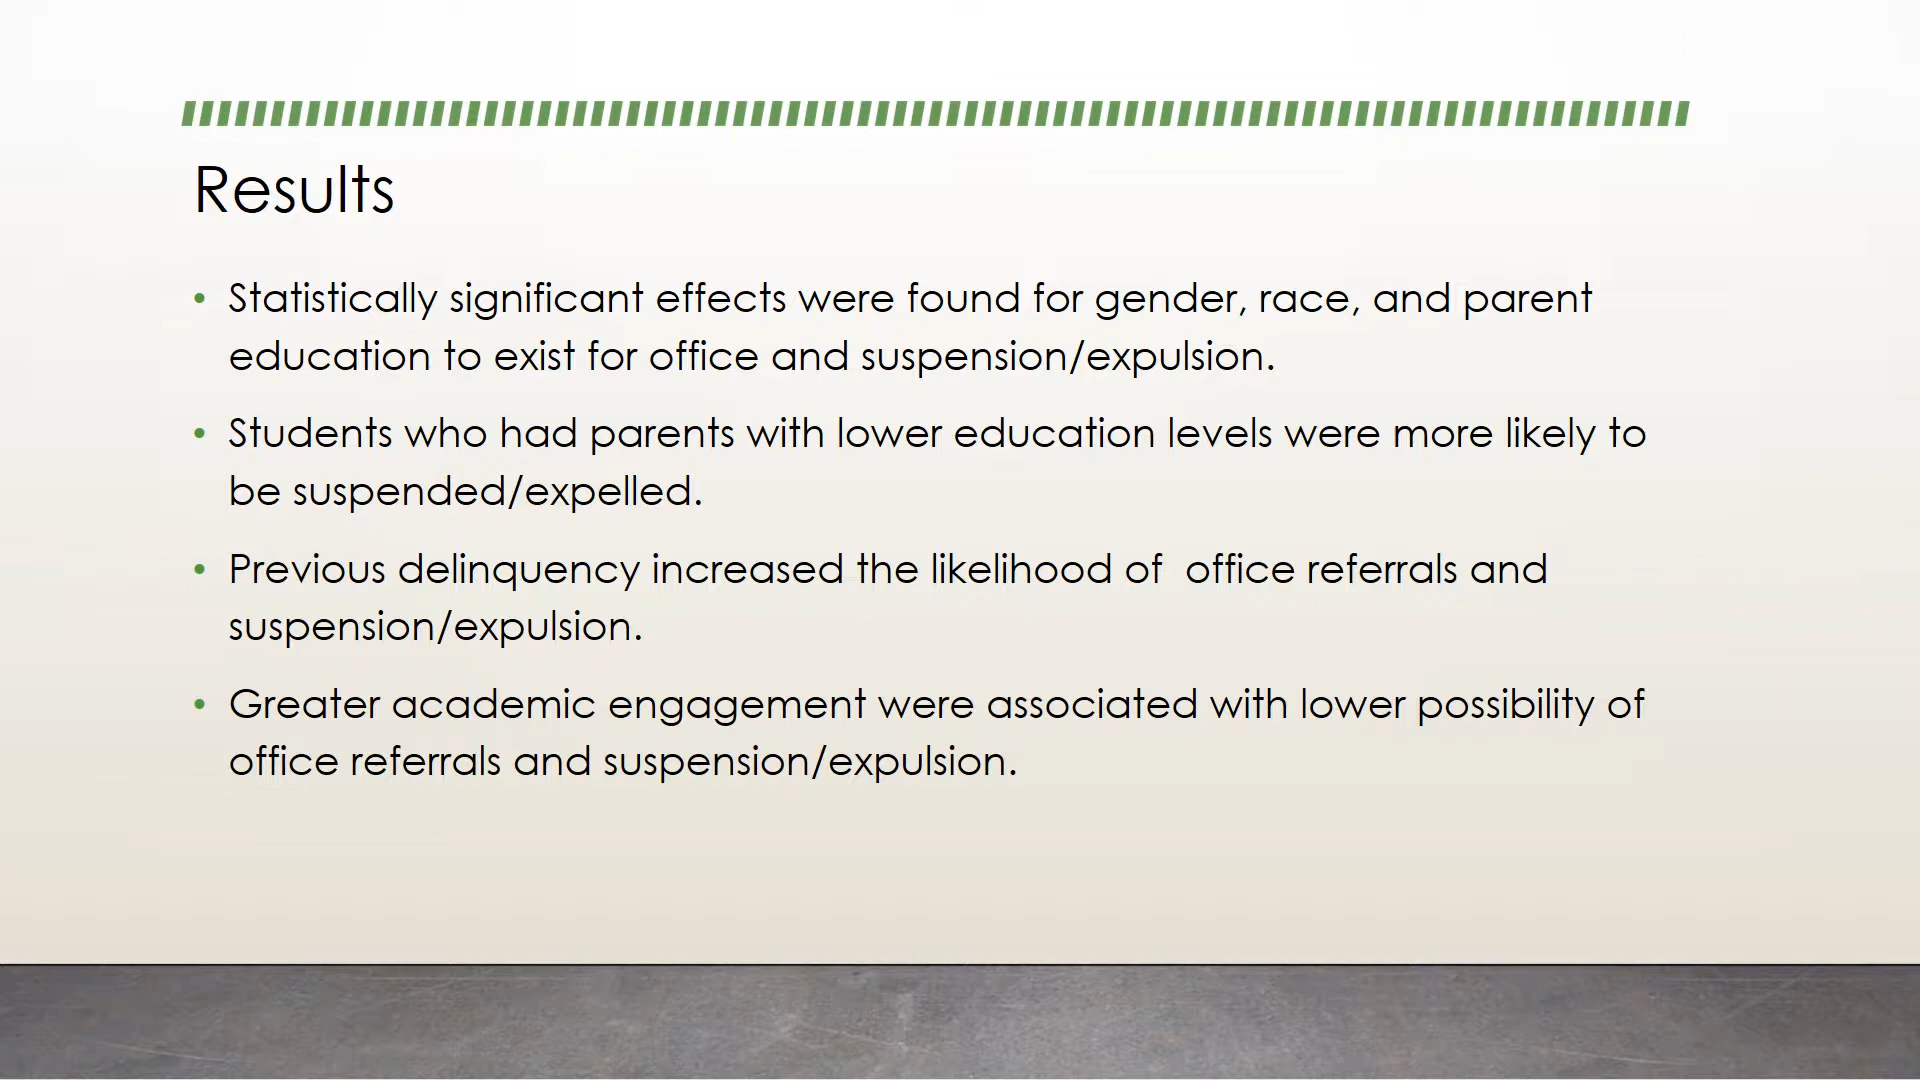 Results
• Statistically significant effects were found for gender, race, and parent
education to exist for office and suspension/expulsion.
• Students who had parents with lower education levels were more likely to
be suspended/expelled.
• Previous delinquency increased the likelihood of  office referrals and
suspension/expulsion.
• Greater academic engagement were associated with lower possibility of
office referrals and suspension/expulsion.